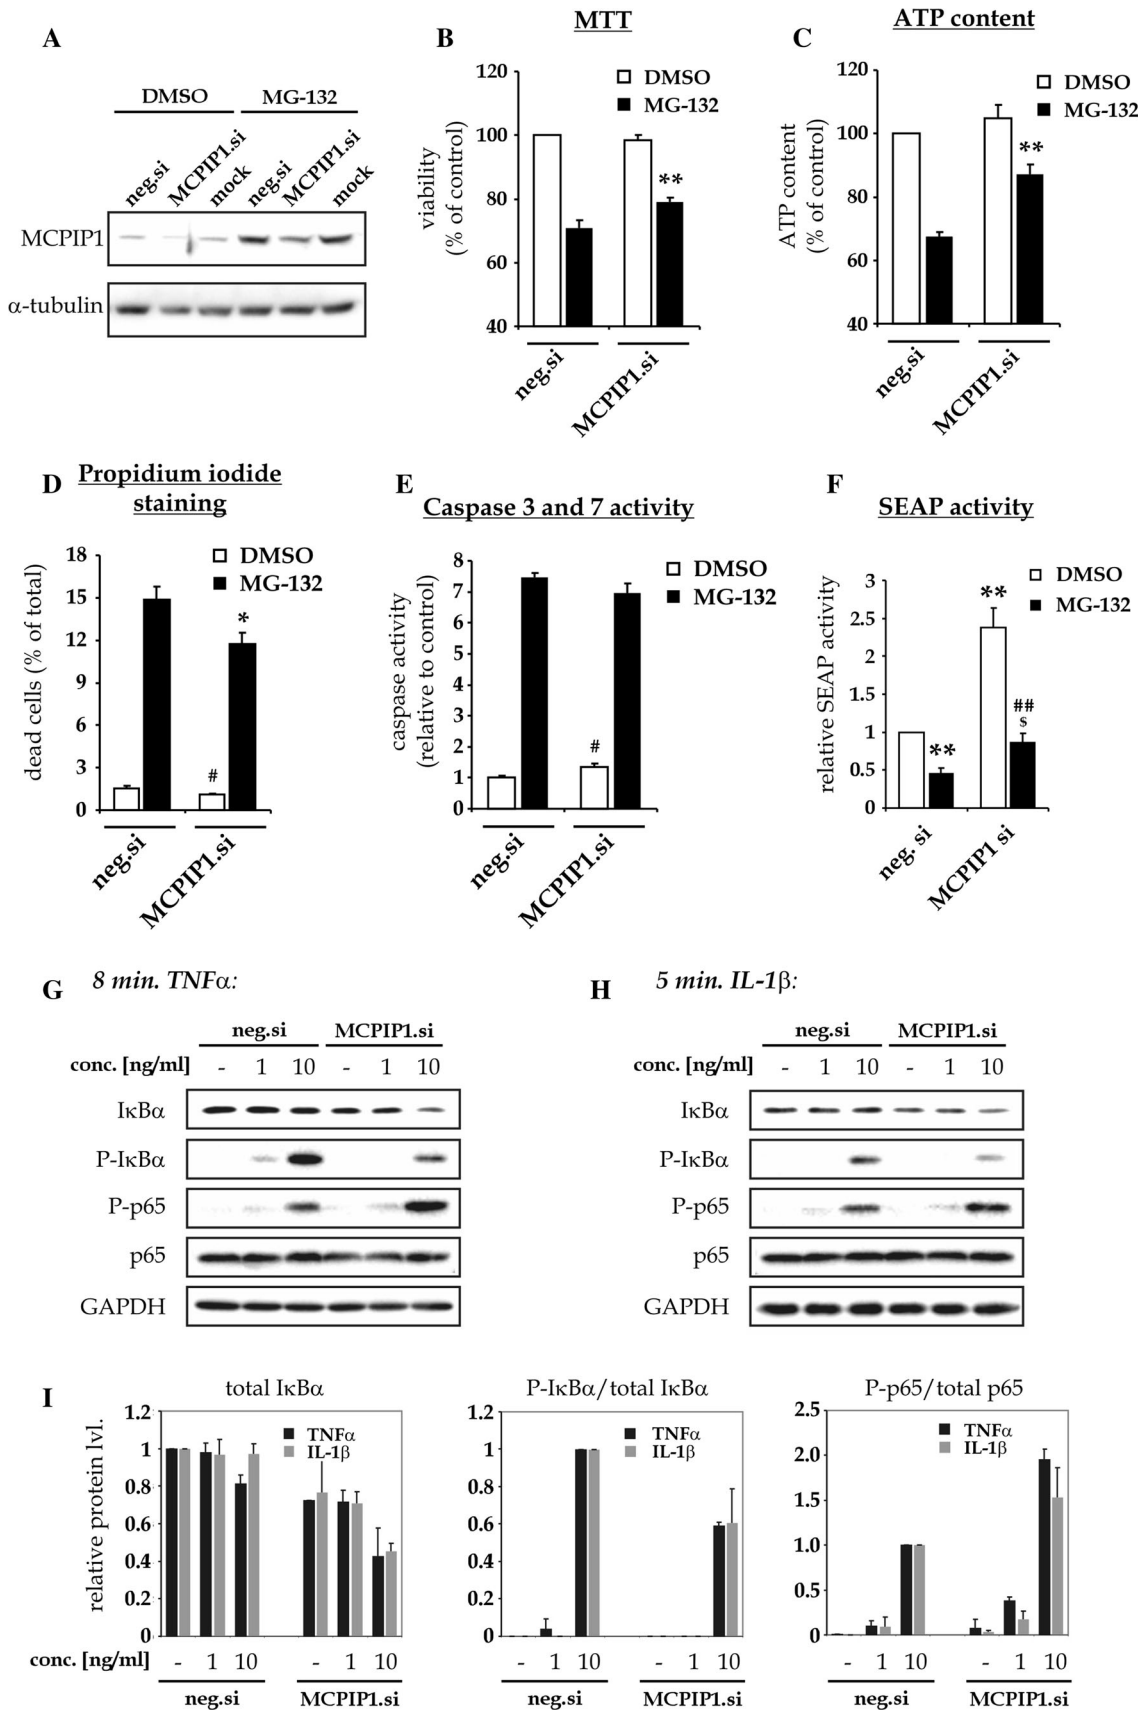 A
DMSO MG-132
neg.si MCPIP1.si mock neg.si MCPIP1.si mock
MCPIP1
α-tubulin
B
MTT
DMSO
MG-132
viability
(% of control)
120
100
80
60
40
**
neg.si MCPIP1.si
C
ATP content
DMSO
MG-132
ATP content
(% of control)
120
100
80
60
40
**
neg.si MCPIP1.si
D
Propidium iodide
staining
DMSO
MG-132
dead cells (% of total)
18
15
12
9
6
3
0
*
#
neg.si MCPIP1.si
E
Caspase 3 and 7 activity
DMSO
MG-132
caspase activity
(relative to control)
8
7
6
5
4
3
2
1
0
#
neg.si MCPIP1.si
F
SEAP activity
DMSO
MG-132
relative SEAP activity
3
2.5
2
1.5
1
0.5
0
**
**
##
$
neg. si MCPIP1 si
G
8 min. TNFα:
neg.si MCPIP1.si
conc. [ng/ml] - 1 10 - 1 10
IκBα
P-IκBα
P-p65
p65
GAPDH
H
5 min. IL-1β:
neg.si MCPIP1.si
conc. [ng/ml] - 1 10 - 1 10
IκBα
P-IκBα
P-p65
p65
GAPDH
I
total IκBα
TNFα
IL-1β
relative protein lvl.
1.2
1
0.8
0.6
0.4
0.2
0
conc. [ng/ml] - 1 10 - 1 10
neg.si MCPIP1.si
P-IκBα/total IκBα
TNFα
IL-1β
1.2
1
0.8
0.6
0.4
0.2
0
- 1 10 - 1 10
neg.si MCPIP1.si
P-p65/total p65
TNFα
IL-1β
2.5
2.0
1.5
1.0
0.5
0
- 1 10 - 1 10
neg.si MCPIP1.si